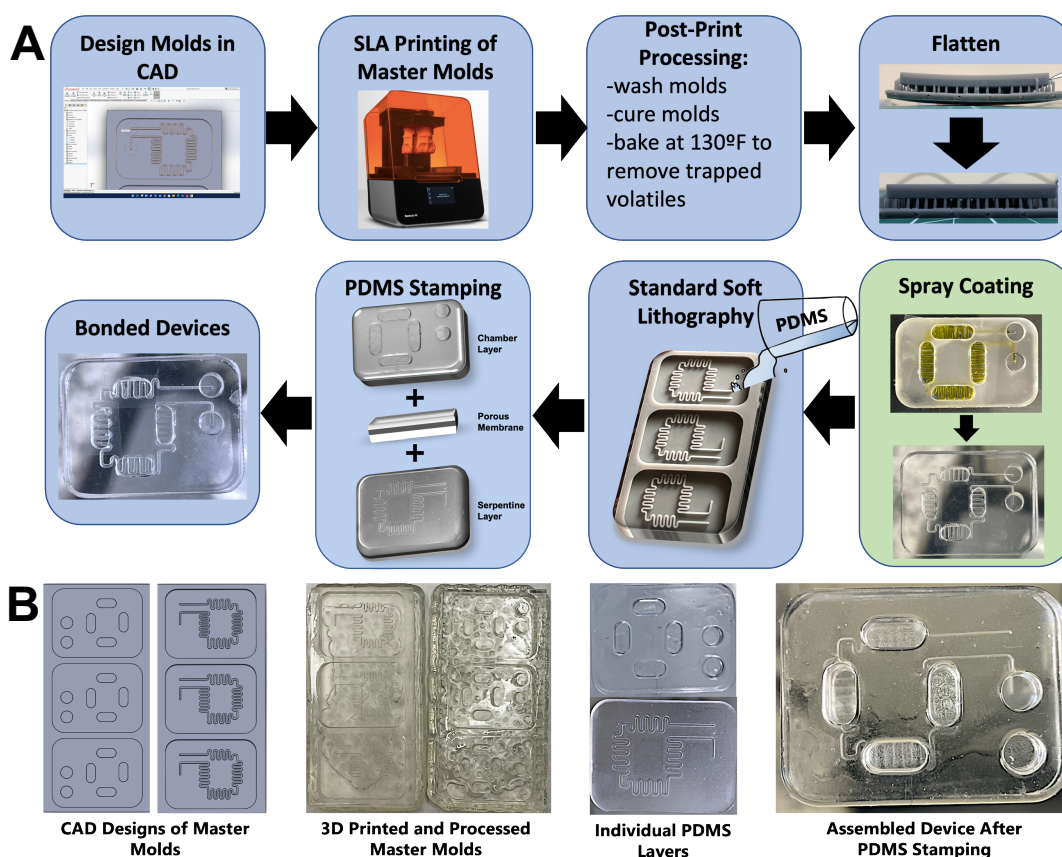 A
Design Molds in
CAD
SLA Printing of
Master Molds
Post-Print
Processing:
-wash molds
-cure molds
-bake at 130ºF to
remove trapped
volatiles
Flatten
Bonded Devices
PDMS Stamping
Chamber
Layer
+
Porous
Membrane
+
Serpentine
Layer
Standard Soft
Lithography
PDMS
Spray Coating
B
CAD Designs of Master
Molds
3D Printed and Processed
Master Molds
Individual PDMS
Layers
Assembled Device After
PDMS Stamping